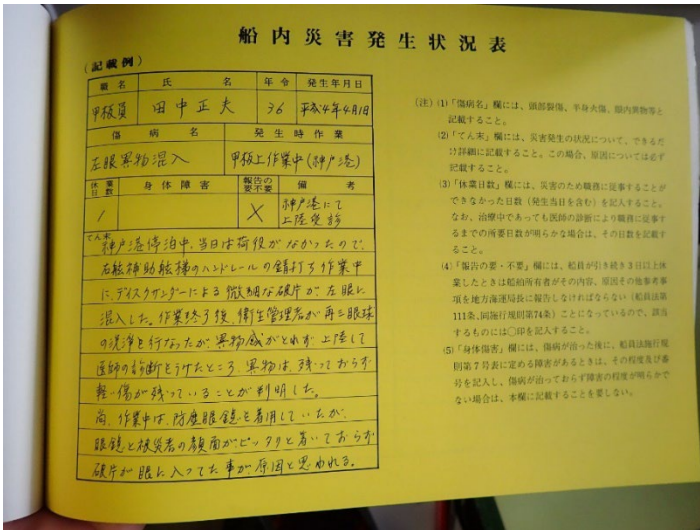 船内災害発生状況表
(記載例)
職名 氏名 年令 発生年月日
甲板員 田中正夫 36 平成4年4月1日
傷病名 発生時作業
左眼異物混入 甲板上作業中(神戸港)
休業日数 身体障害 報告の要不要 備考
1 X 神戸港にて上陸受診
てん末
神戸港停泊中、当日は荷役がなかったので、
右舷補助舷梯のハンドレールの錆打ち作業中
に、ディスクサンダーによる微細な破片が左眼に
混入した。作業終了後、衛生管理者が再三眼球
の洗浄を行なったが異物感がとれず上陸して
医師の診断をうけたところ、異物は、残っておらず
軽い傷が残っていることが判明した。
尚、作業中は、防塵眼鏡を着用していたが、
眼鏡と被災者の顔面がピッタリと着いておらず
破片が眼に入ってた事が原因と思われる。
(注) (1)「傷病名」欄には、頭部裂傷、半身火傷、眼内異物等と
記載すること。
(2)「てん末」欄には、災害発生の状況について、できるだ
け詳細に記載すること。この場合、原因については必ず
記載すること。
(3)「休業日数」欄には、災害のため職務に従事することが
できなかった日数(発生当日を含む)を記入すること。
なお、治療中であっても医師の診断により職務に従事す
るまでの所要日数が明らかな場合は、その日数を記載す
ること。
(4)「報告の要・不要」欄には、船員が引き続き3日以上休
業したときは船舶所有者がその内容、原因その他参考事
項を地方海運局長に報告しなければならない(船員法第
111条、同施行規則第74条)ことになっているので、該当
するものには○印を記入すること。
(5)「身体傷害」欄には、傷病が治った後に、船員法施行規
則第7号表に定める障害があるときは、その程度及び番
号を記入し、傷病が治っておらず障害の程度が明らかで
ない場合は、本欄に記載することを要しない。